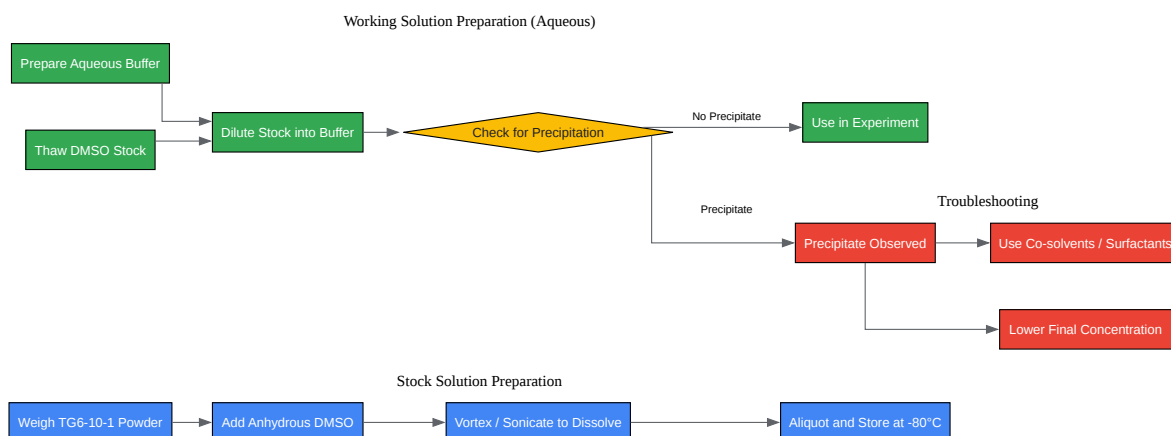 Working Solution Preparation (Aqueous)
Prepare Aqueous Buffer
Thaw DMSO Stock
Dilute Stock into Buffer
Check for Precipitation
No Precipitate
Use in Experiment
Precipitate
Troubleshooting
Precipitate Observed
Use Co-solvents / Surfactants
Lower Final Concentration
Stock Solution Preparation
Weigh TG6-10-1 Powder
Add Anhydrous DMSO
Vortex / Sonicate to Dissolve
Aliquot and Store at -80°C